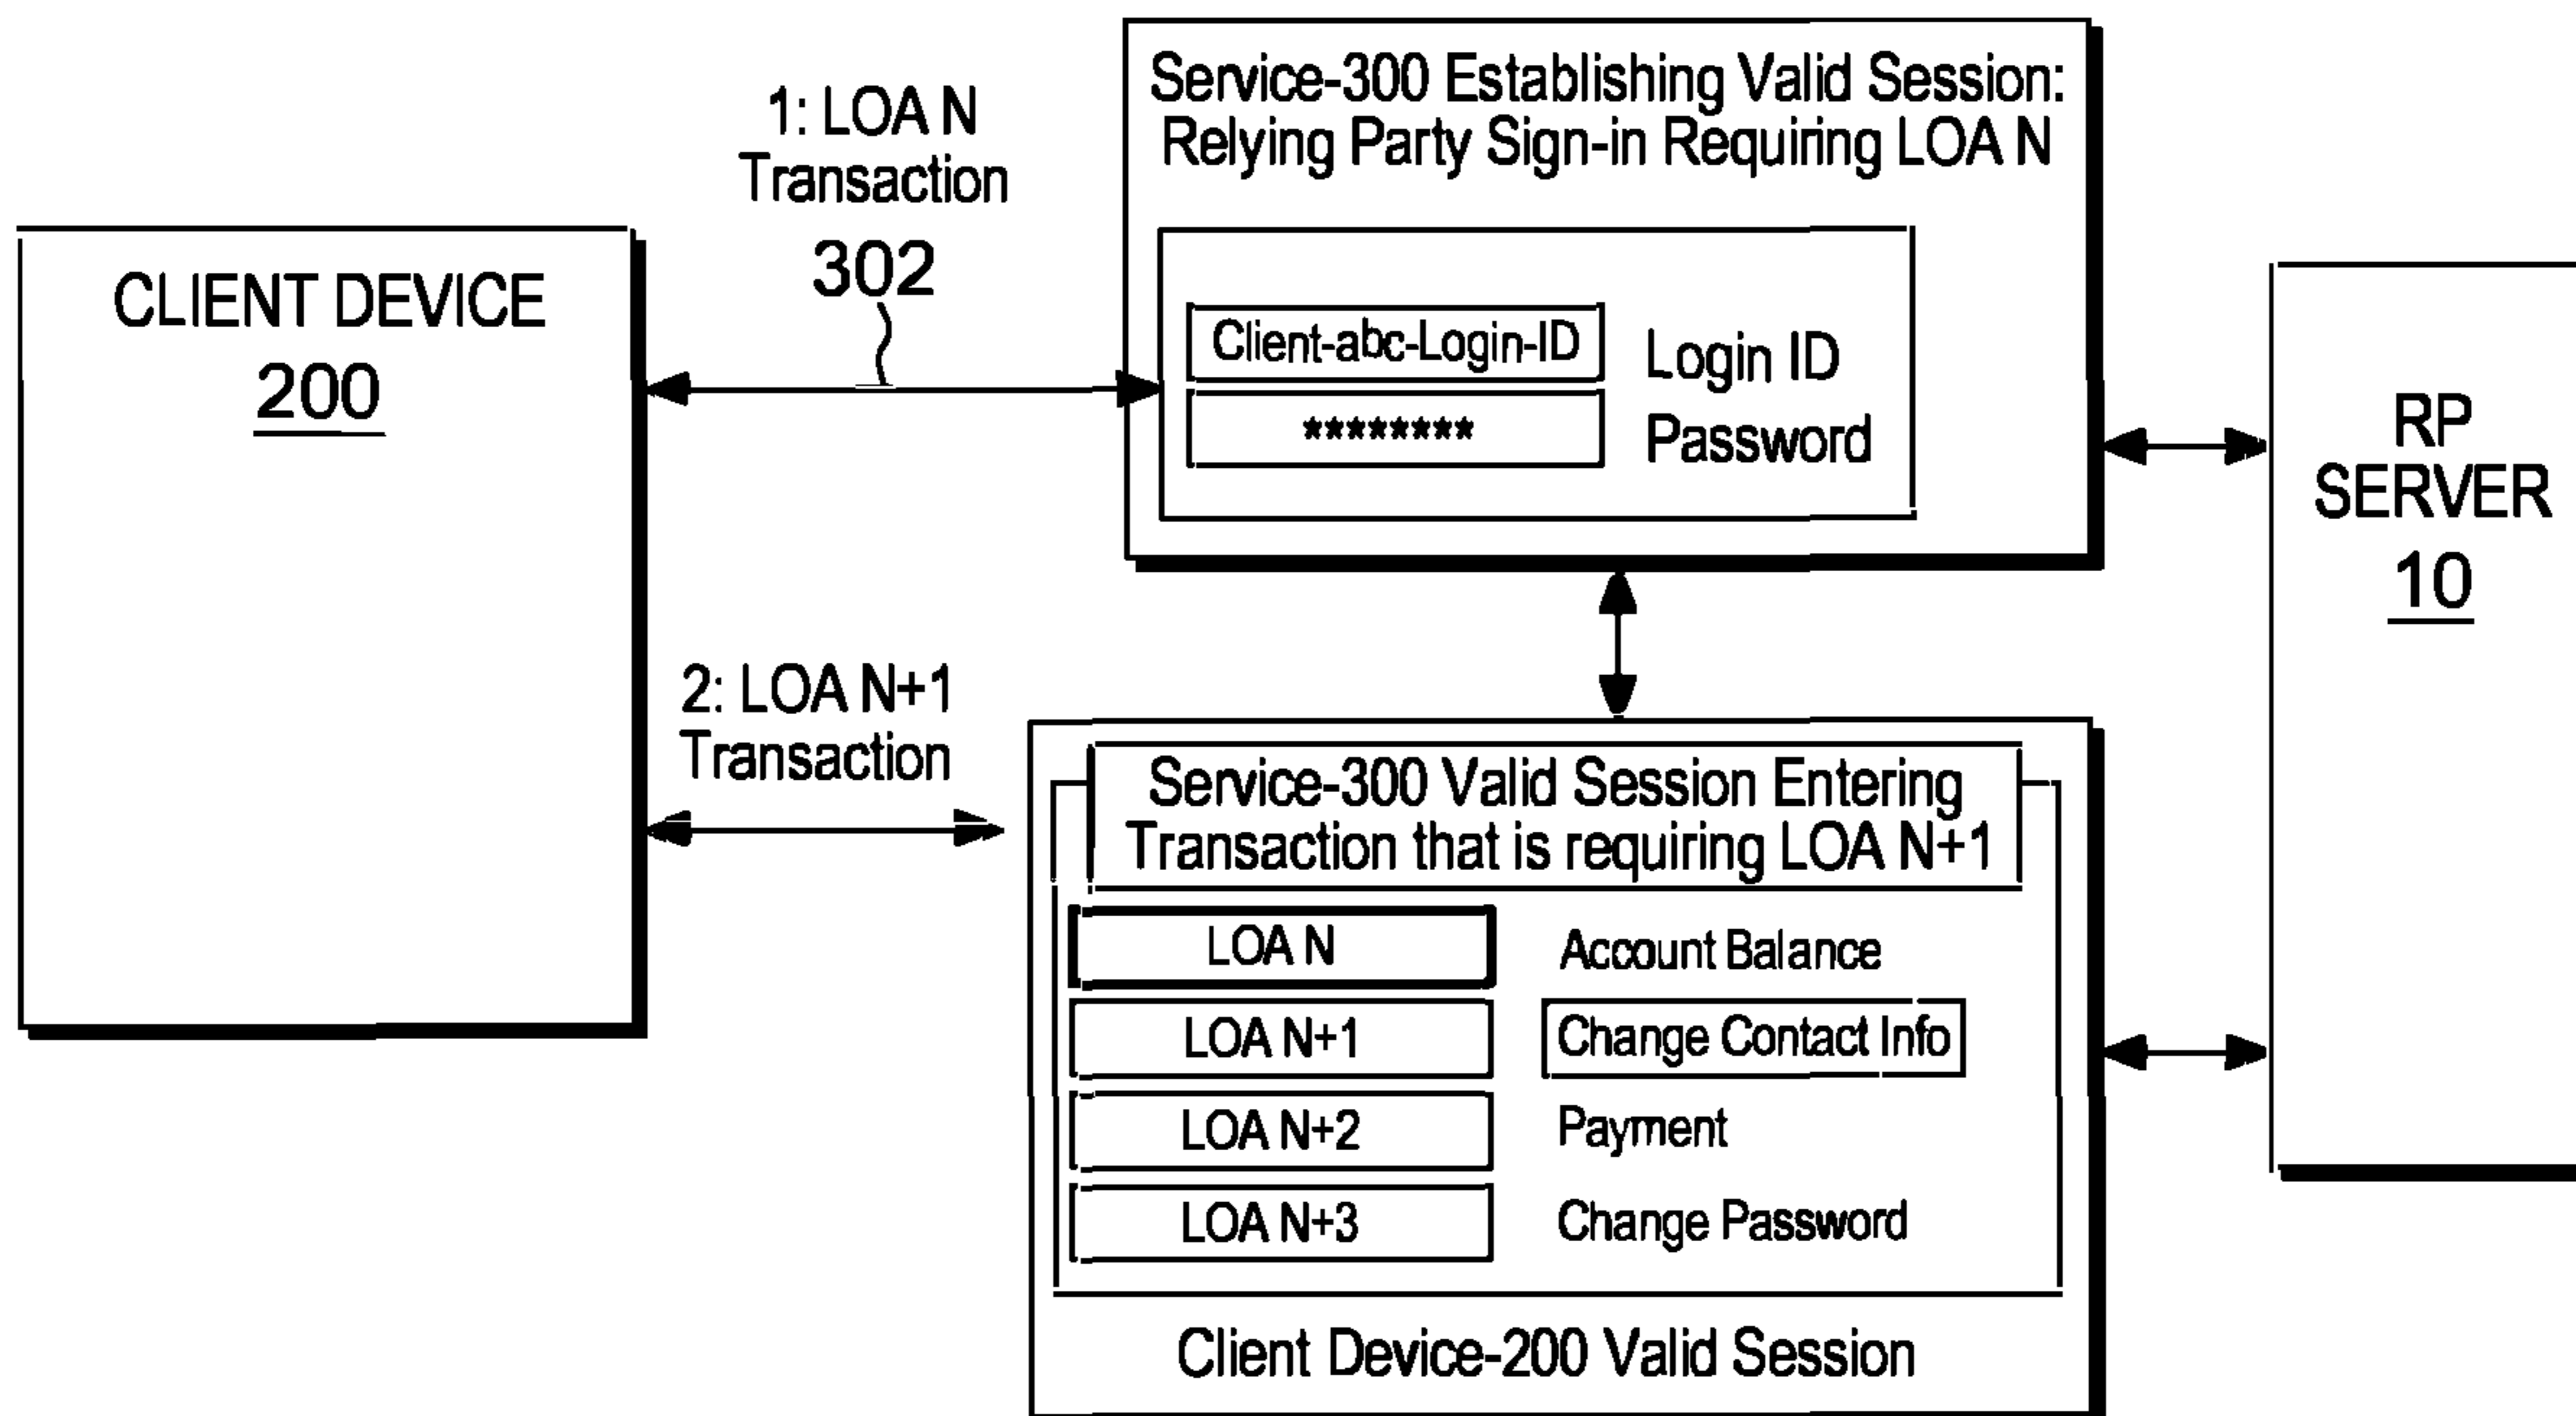 CLIENT DEVICE
200
1: LOA N
Transaction
302
Service-300 Establishing Valid Session:
Relying Party Sign-in Requiring LOA N
Client-abc-Login-ID
Login ID
********
Password
RP
SERVER
10
2: LOA N+1
Transaction
Service-300 Valid Session Entering
Transaction that is requiring LOA N+1
LOA N
Account Balance
LOA N+1
Change Contact Info
LOA N+2
Payment
LOA N+3
Change Password
Client Device-200 Valid Session